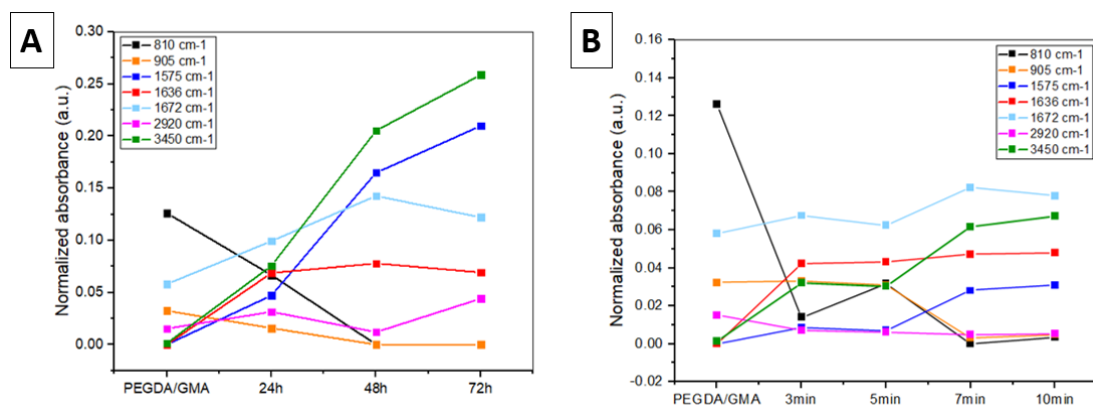 A
Normalized absorbance (a.u.)
0.30
0.25
0.20
0.15
0.10
0.05
0.00
810 cm-1
905 cm-1
1575 cm-1
1636 cm-1
1672 cm-1
2920 cm-1
3450 cm-1
PEGDA/GMA 24h 48h 72h
B
Normalized absorbance (a.u.)
0.16
0.14
0.12
0.10
0.08
0.06
0.04
0.02
0.00
-0.02
810 cm-1
905 cm-1
1575 cm-1
1636 cm-1
1672 cm-1
2920 cm-1
3450 cm-1
PEGDA/GMA 3min 5min 7min 10min